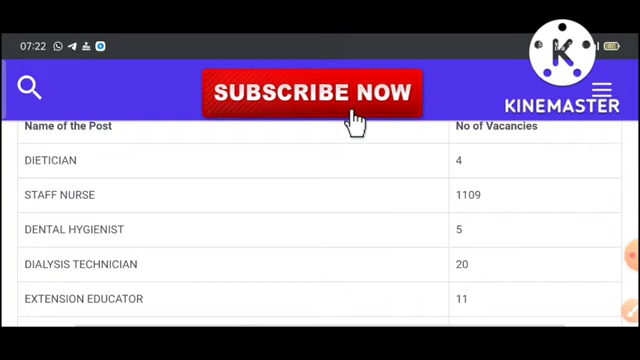 07:22
SUBSCRIBE NOW
KINEMASTER
Name of the Post No of Vacancies
DIETICIAN 4
STAFF NURSE 1109
DENTAL HYGIENIST 5
DIALYSIS TECHNICIAN 20
EXTENSION EDUCATOR 11